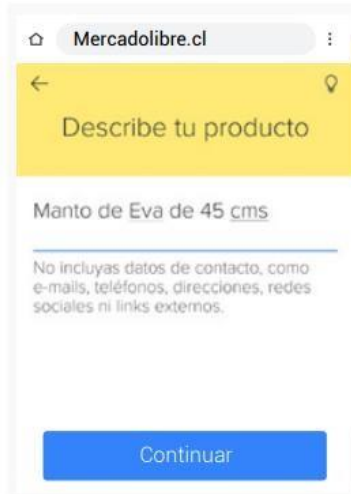 Mercadolibre.cl
Describe tu producto
Manto de Eva de 45 cms
No incluyas datos de contacto, como
e-mails, teléfonos, direcciones, redes
sociales ni links externos.
Continuar